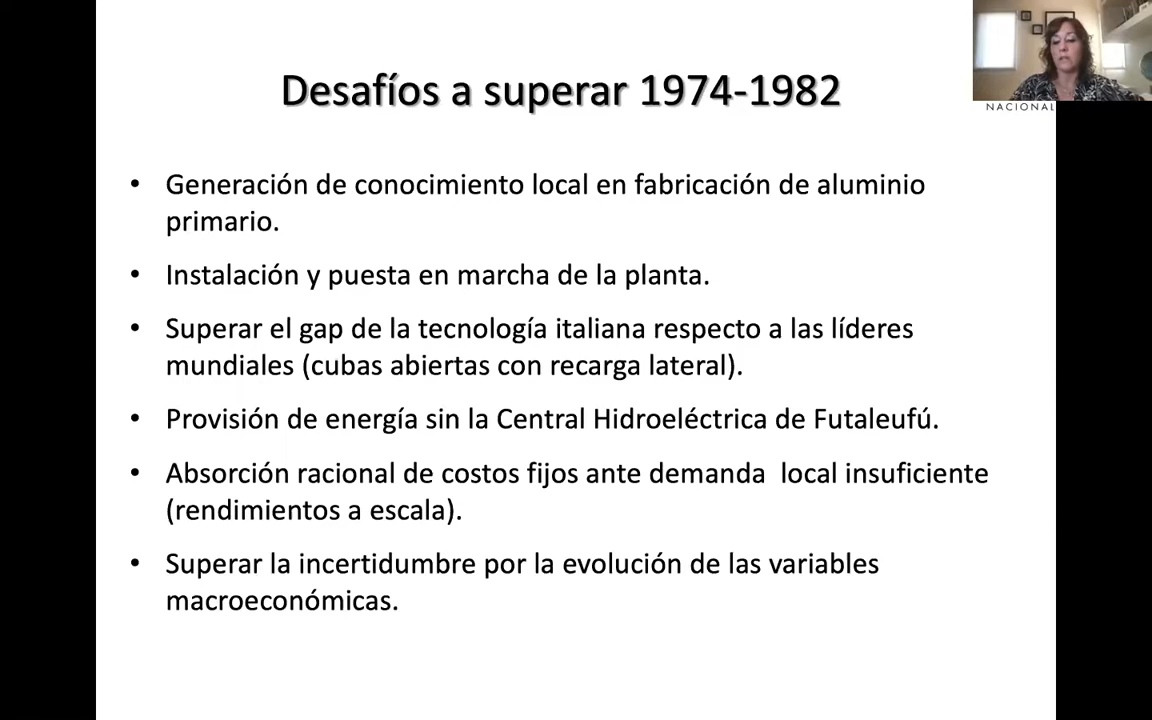 Desafíos a superar 1974-1982
NACIONAL
• Generación de conocimiento local en fabricación de aluminio
primario.
• Instalación y puesta en marcha de la planta.
• Superar el gap de la tecnología italiana respecto a las líderes
mundiales (cubas abiertas con recarga lateral).
• Provisión de energía sin la Central Hidroeléctrica de Futaleufú.
• Absorción racional de costos fijos ante demanda  local insuficiente
(rendimientos a escala).
• Superar la incertidumbre por la evolución de las variables
macroeconómicas.